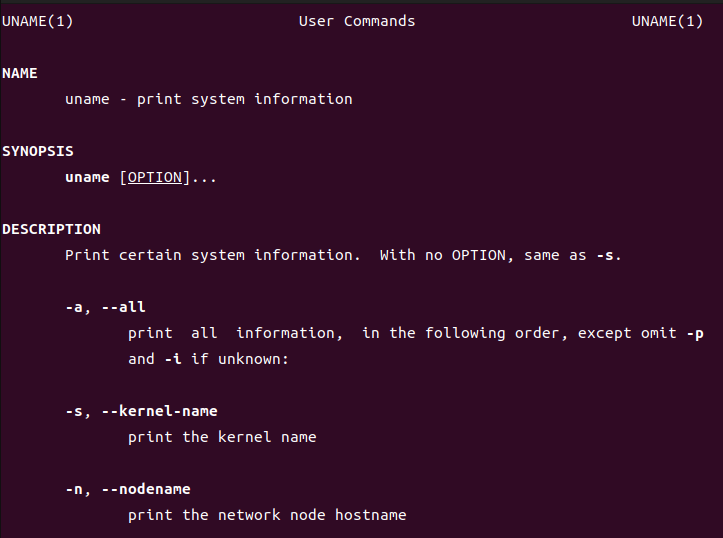 UNAME(1) User Commands UNAME(1)
NAME
uname - print system information
SYNOPSIS
uname [OPTION]...
DESCRIPTION
Print certain system information.  With no OPTION, same as -s.
-a, --all
print  all  information,  in the following order, except omit -p
and -i if unknown:
-s, --kernel-name
print the kernel name
-n, --nodename
print the network node hostname